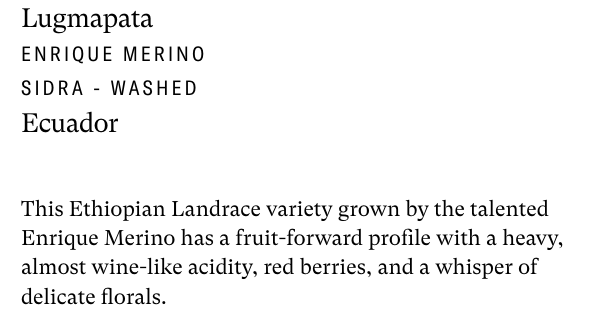 Lugmapata
ENRIQUE MERINO
SIDRA - WASHED
Ecuador
This Ethiopian Landrace variety grown by the talented
Enrique Merino has a fruit-forward profile with a heavy,
almost wine-like acidity, red berries, and a whisper of
delicate florals.